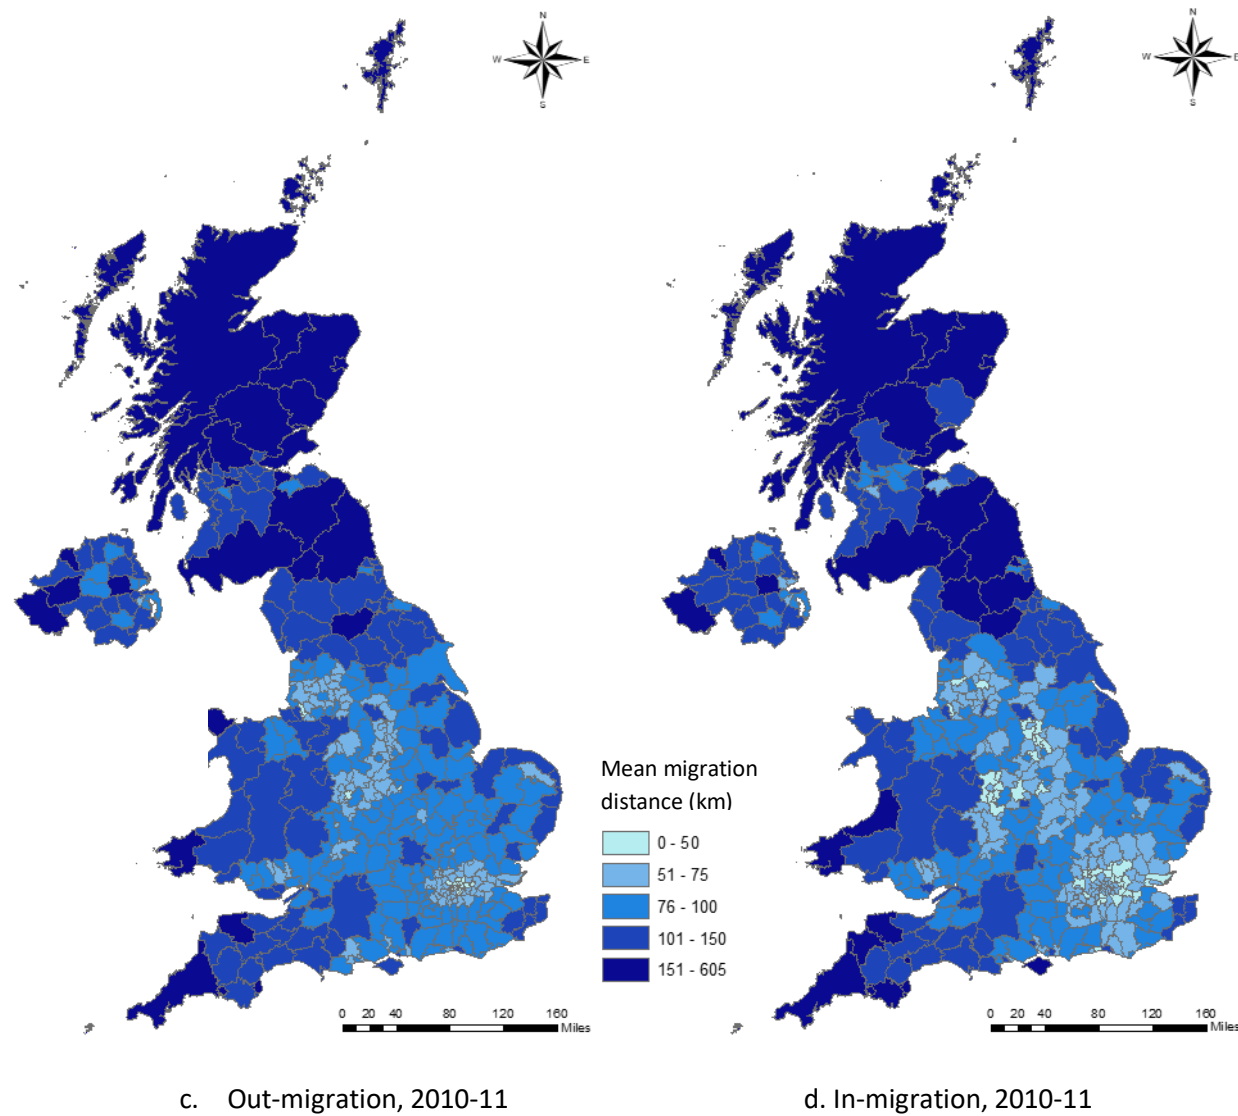 N
W E
S
N
W E
S
Mean migration
distance (km)
0 - 50
51 - 75
76 - 100
101 - 150
151 - 605
0 20 40 80 120 160
Miles
0 20 40 80 120 160
Miles
c. Out-migration, 2010-11
d. In-migration, 2010-11